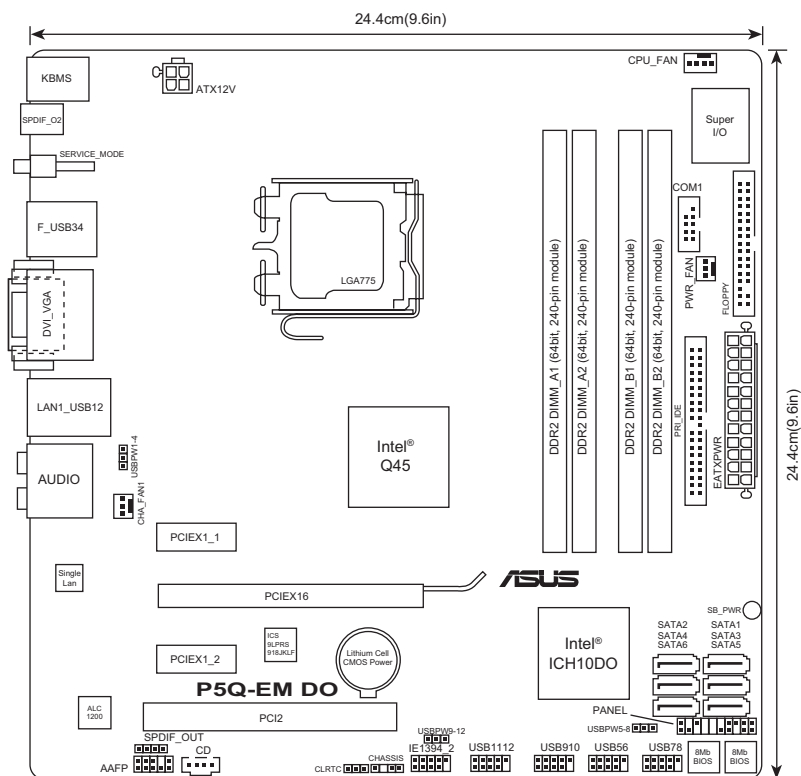 24.4cm(9.6in)
KBMS
ATX12V
CPU_FAN
SPDIF_O2
Super
I/O
SERVICE_MODE
COM1
F_USB34
LGA775
PWR_FAN
FLOPPY
DVI_VGA
DDR2 DIMM_A1 (64bit, 240-pin module)
DDR2 DIMM_A2 (64bit, 240-pin module)
DDR2 DIMM_B1 (64bit, 240-pin module)
DDR2 DIMM_B2 (64bit, 240-pin module)
24.4cm(9.6in)
LAN1_USB12
PRI_IDE
EATXPWR
Intel®
Q45
USBPW1-4
AUDIO
CHA_FAN1
PCIEX1_1
Single
Lan
PCIEX16
ASUS
SB_PWR
SATA2
SATA4
SATA6
SATA1
SATA3
SATA5
ICS
9LPRS
918JKLF
Lithium Cell
CMOS Power
Intel®
ICH10DO
PCIEX1_2
P5Q-EM DO
ALC
1200
PCI2
PANEL
USBPW9-12
USBPW5-8
SPDIF_OUT
CD
AAFP
CLRTC
CHASSIS
IE1394_2
USB1112
USB910
USB56
USB78
8Mb
BIOS
8Mb
BIOS